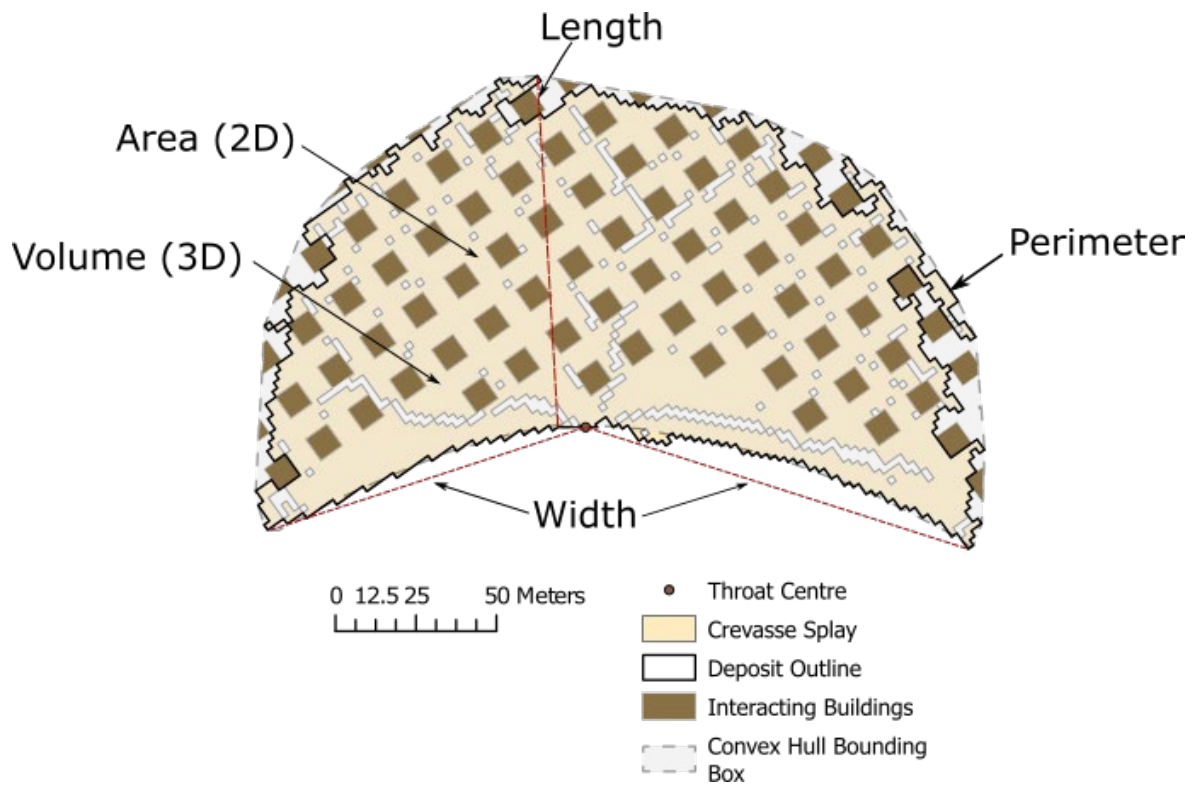 Length
Area (2D)
Volume (3D)
Perimeter
Width
0 12.5 25 50 Meters
Throat Centre
Crevasse Splay
Deposit Outline
Interacting Buildings
Convex Hull Bounding
Box